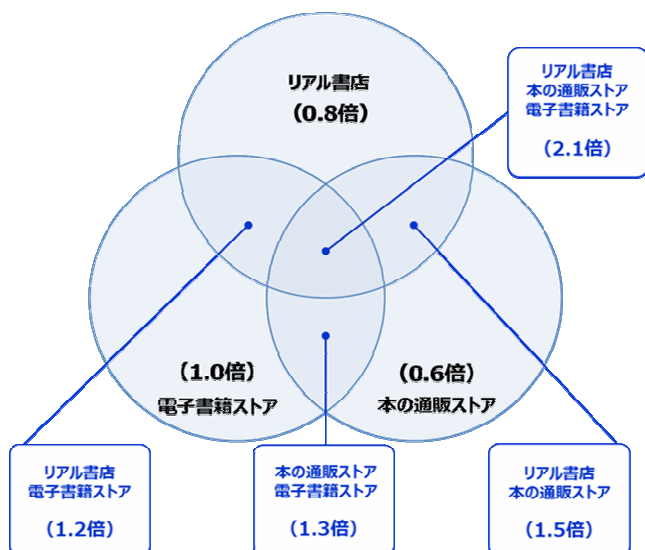 リアル書店
（0.8倍）
リアル書店
本の通販ストア
電子書籍ストア
（2.1倍）
（1.0倍）
電子書籍ストア
（0.6倍）
本の通販ストア
リアル書店
電子書籍ストア
（1.2倍）
本の通販ストア
電子書籍ストア
（1.3倍）
リアル書店
本の通販ストア
（1.5倍）